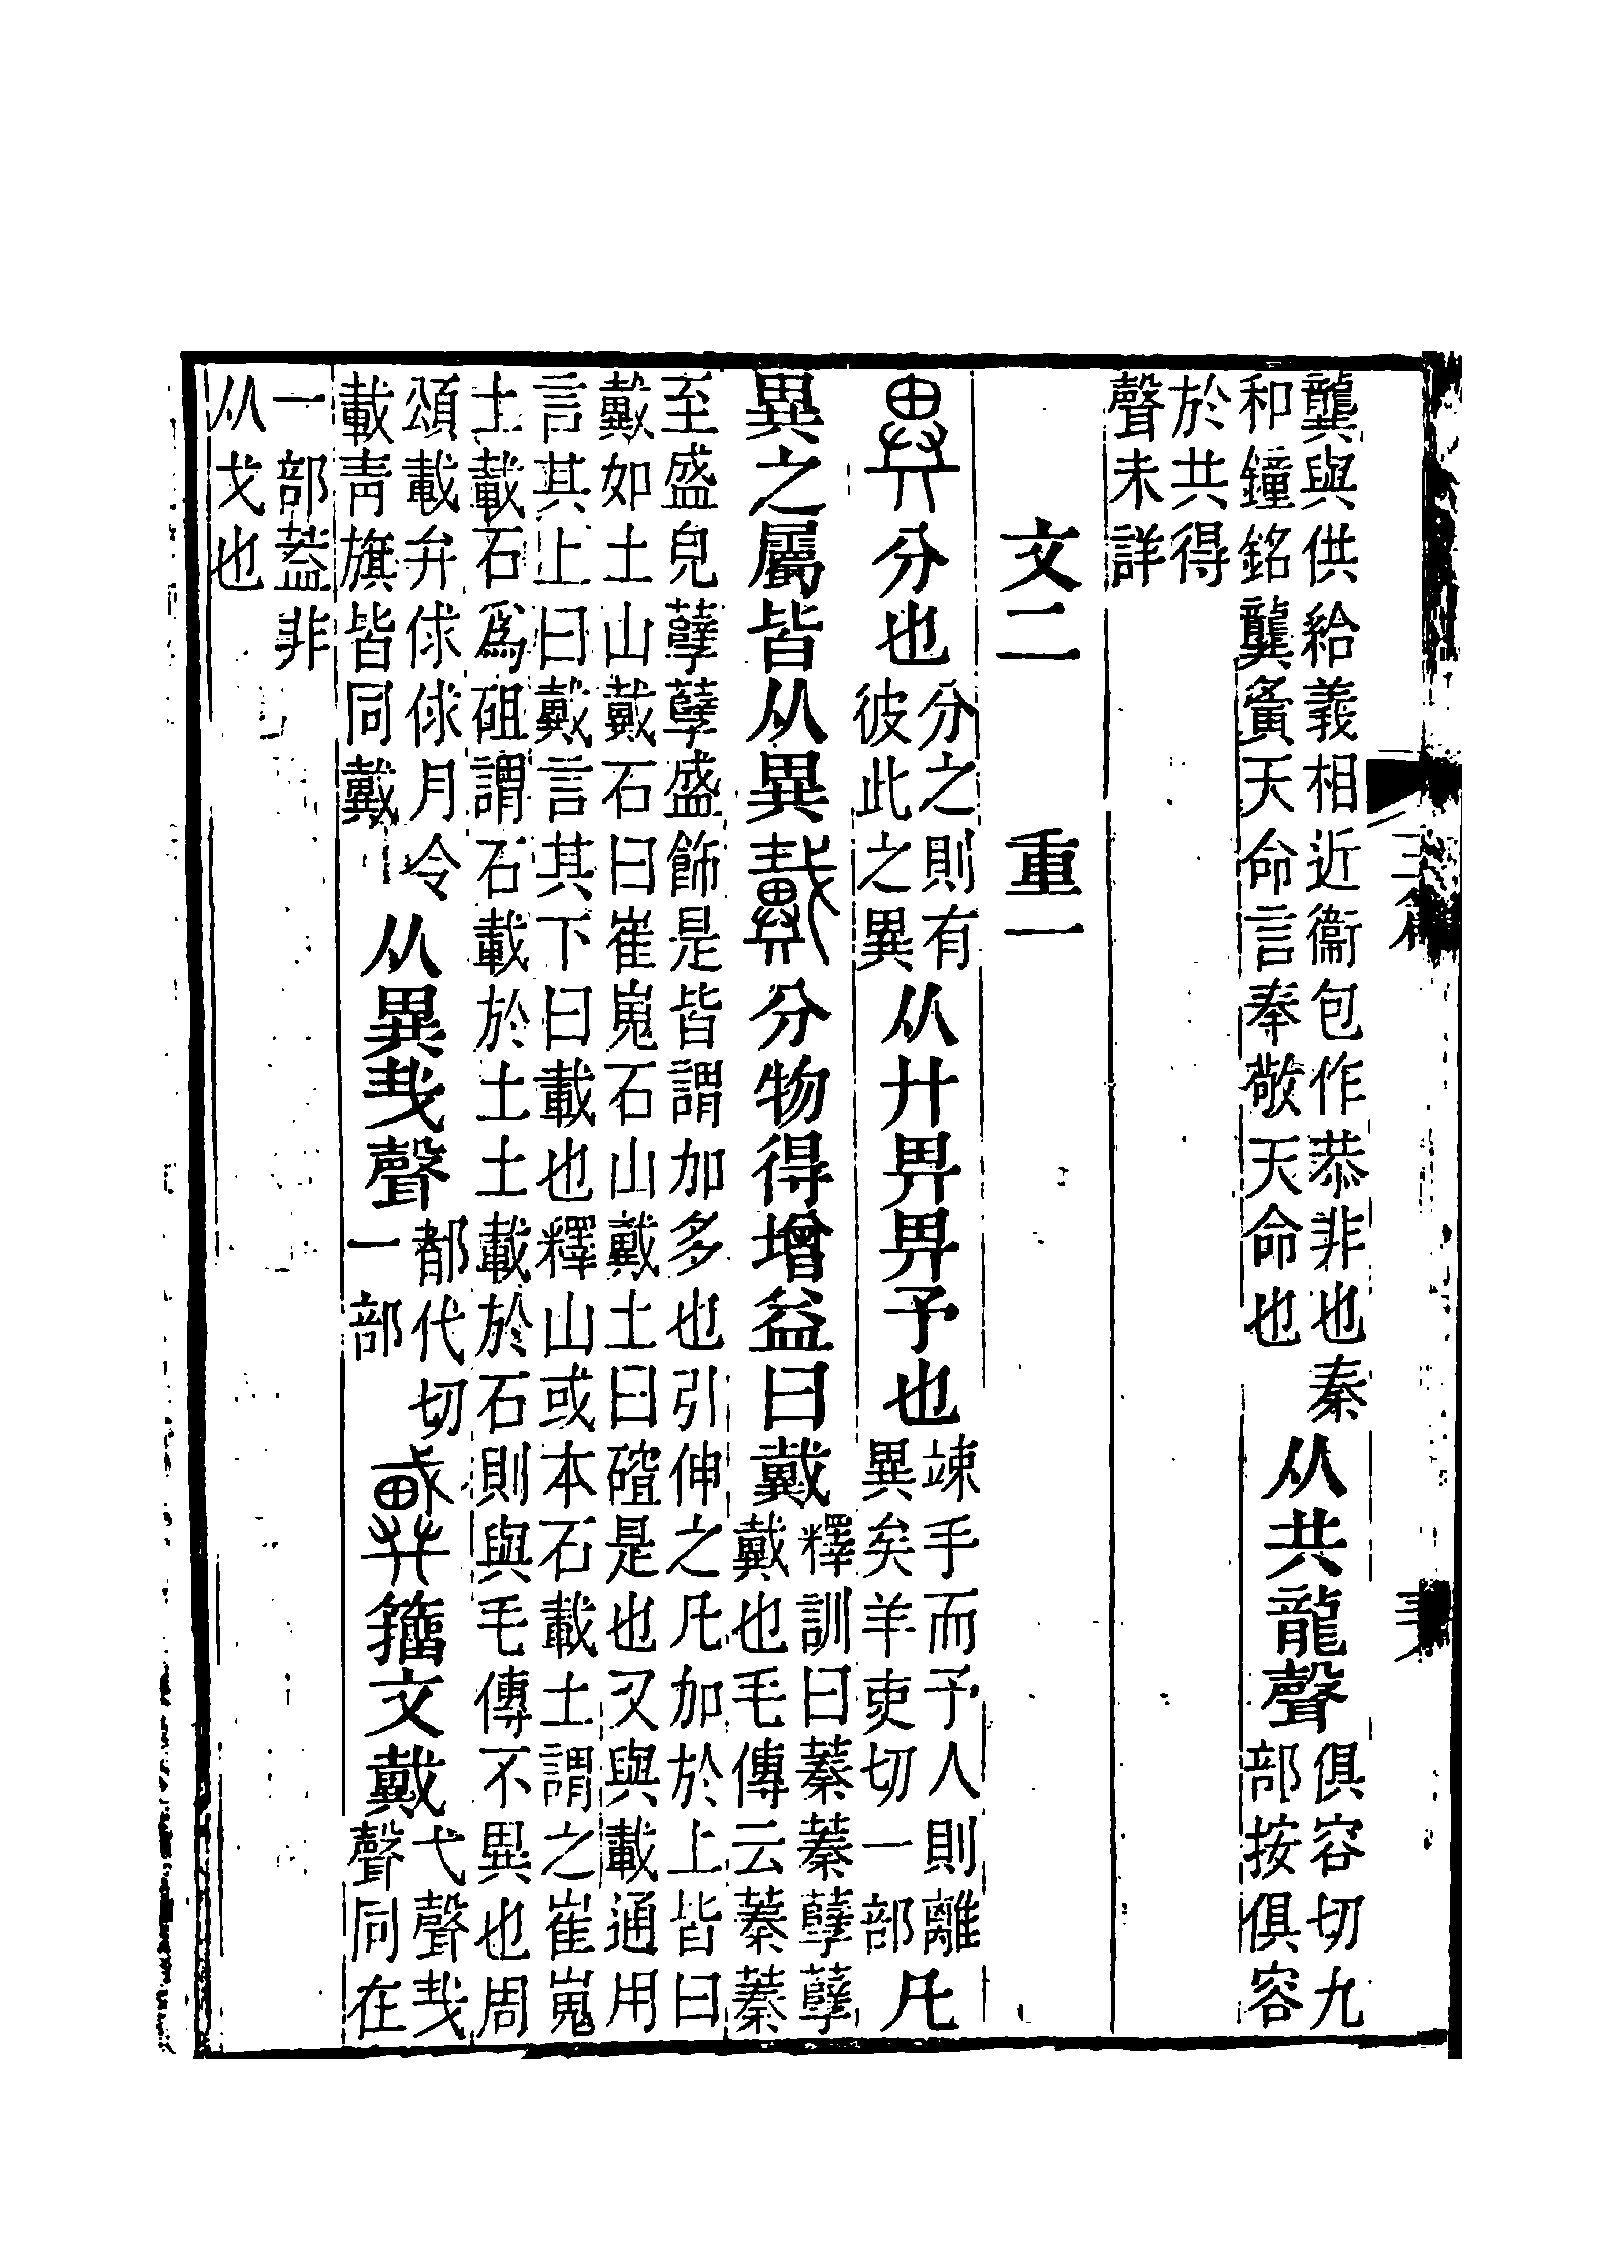 龔與供給義相近衞包作恭非也秦
和鐘銘龔夤天命言奉敬天命也
从共龍聲
俱容切九
部按俱容
於共得
聲未詳
文二　重一
異分也
分之則有
彼此之異
从廾畀畀予也
竦手而予人則離
異矣羊吏切一部
凡
異之屬皆从異
戴分物得增益曰戴
釋訓曰蓁蓁孽孽
戴也毛傳云蓁蓁
至盛皃孽孽盛飾是皆謂加多也引伸之凡加於上皆曰
戴如土山戴石曰崔嵬石山戴土曰磪是也又與載通用
言其上曰戴言其下曰載也釋山或本石載土謂之崔嵬
土載石爲砠謂石載於土土載於石則與毛傳不異也周
頌載弁俅俅月令
載靑旗皆同戴
从異𢦏聲
都代切
一部
籒文戴
弋聲𢦏
聲同在
一部葢非
从戈也